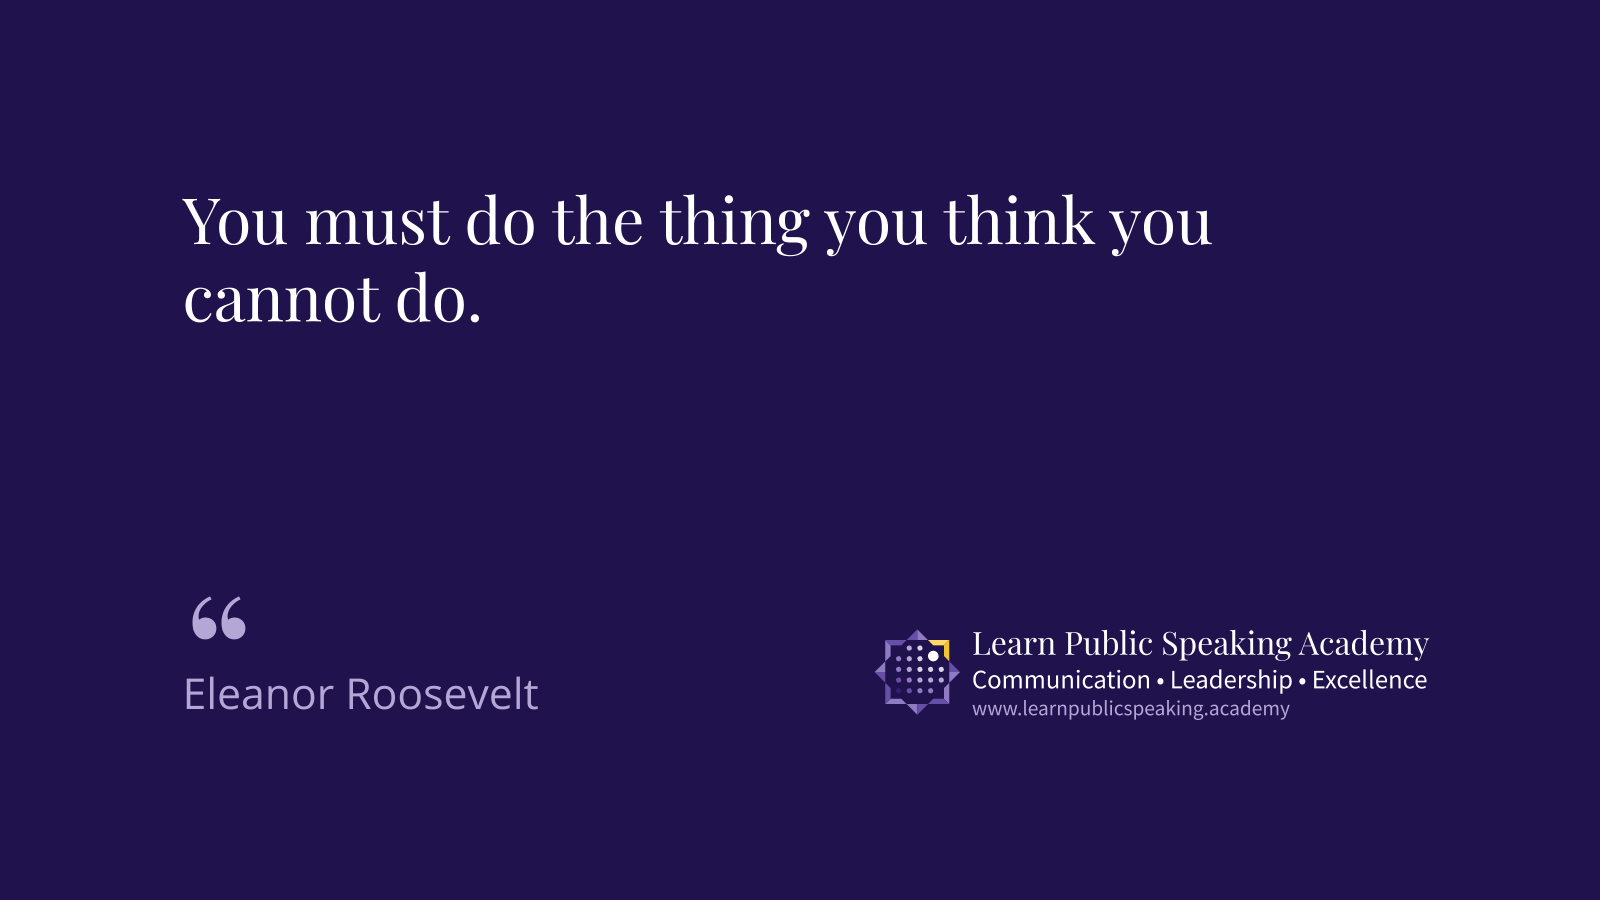 You must do the thing you think you
cannot do.
“
Eleanor Roosevelt
Learn Public Speaking Academy
Communication • Leadership • Excellence
www.learnpublicspeaking.academy